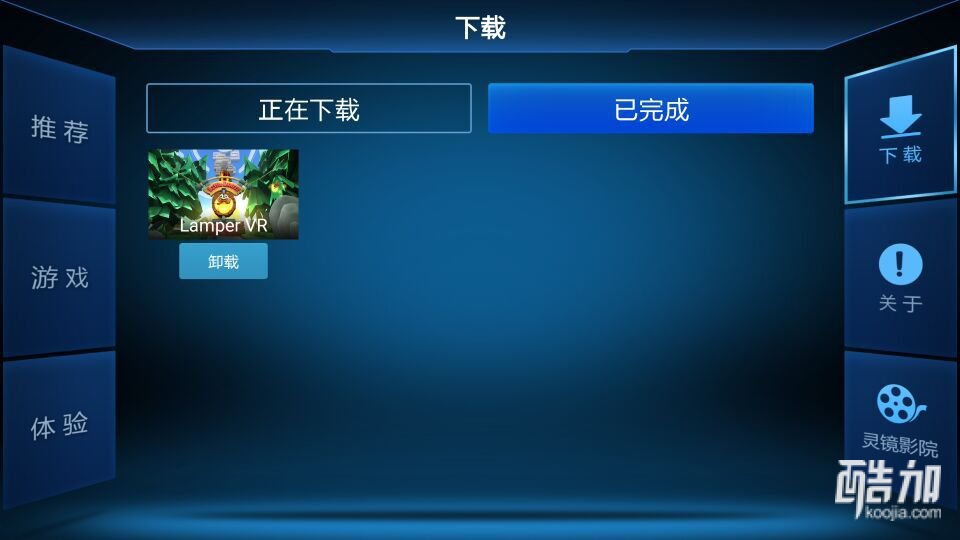 下载
正在下载
已完成
推荐
游戏
体验
Lamper VR
卸载
下载
关于
灵镜影院
酷加
koojia.com